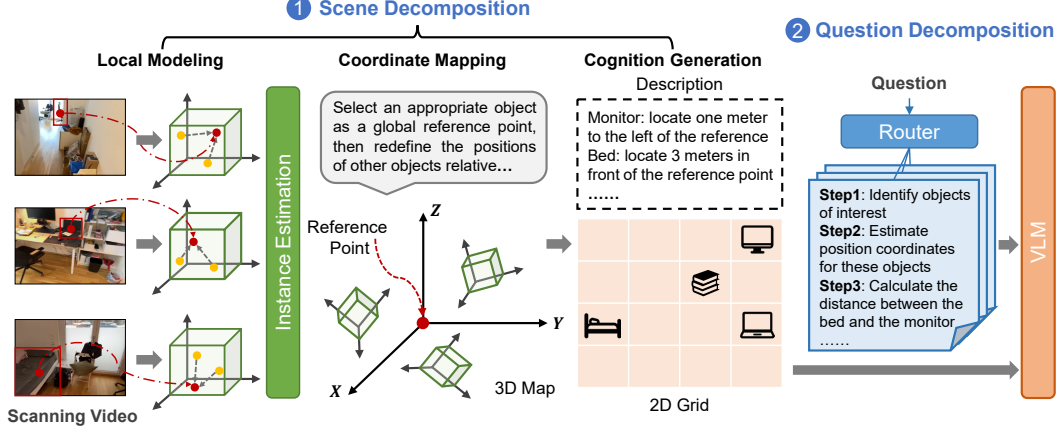 1 Scene Decomposition
2 Question Decomposition
Local Modeling
Coordinate Mapping
Cognition Generation
Scanning Video
Instance Estimation
Select an appropriate object
as a global reference point,
then redefine the positions
of other objects relative...
Reference
Point
Z
Y
X
3D Map
Description
Monitor: locate one meter
to the left of the reference
Bed: locate 3 meters in
front of the reference point
......
2D Grid
Question
Router
Step1: Identify objects
of interest
Step2: Estimate
position coordinates
for these objects
Step3: Calculate the
distance between the
bed and the monitor
......
VLM